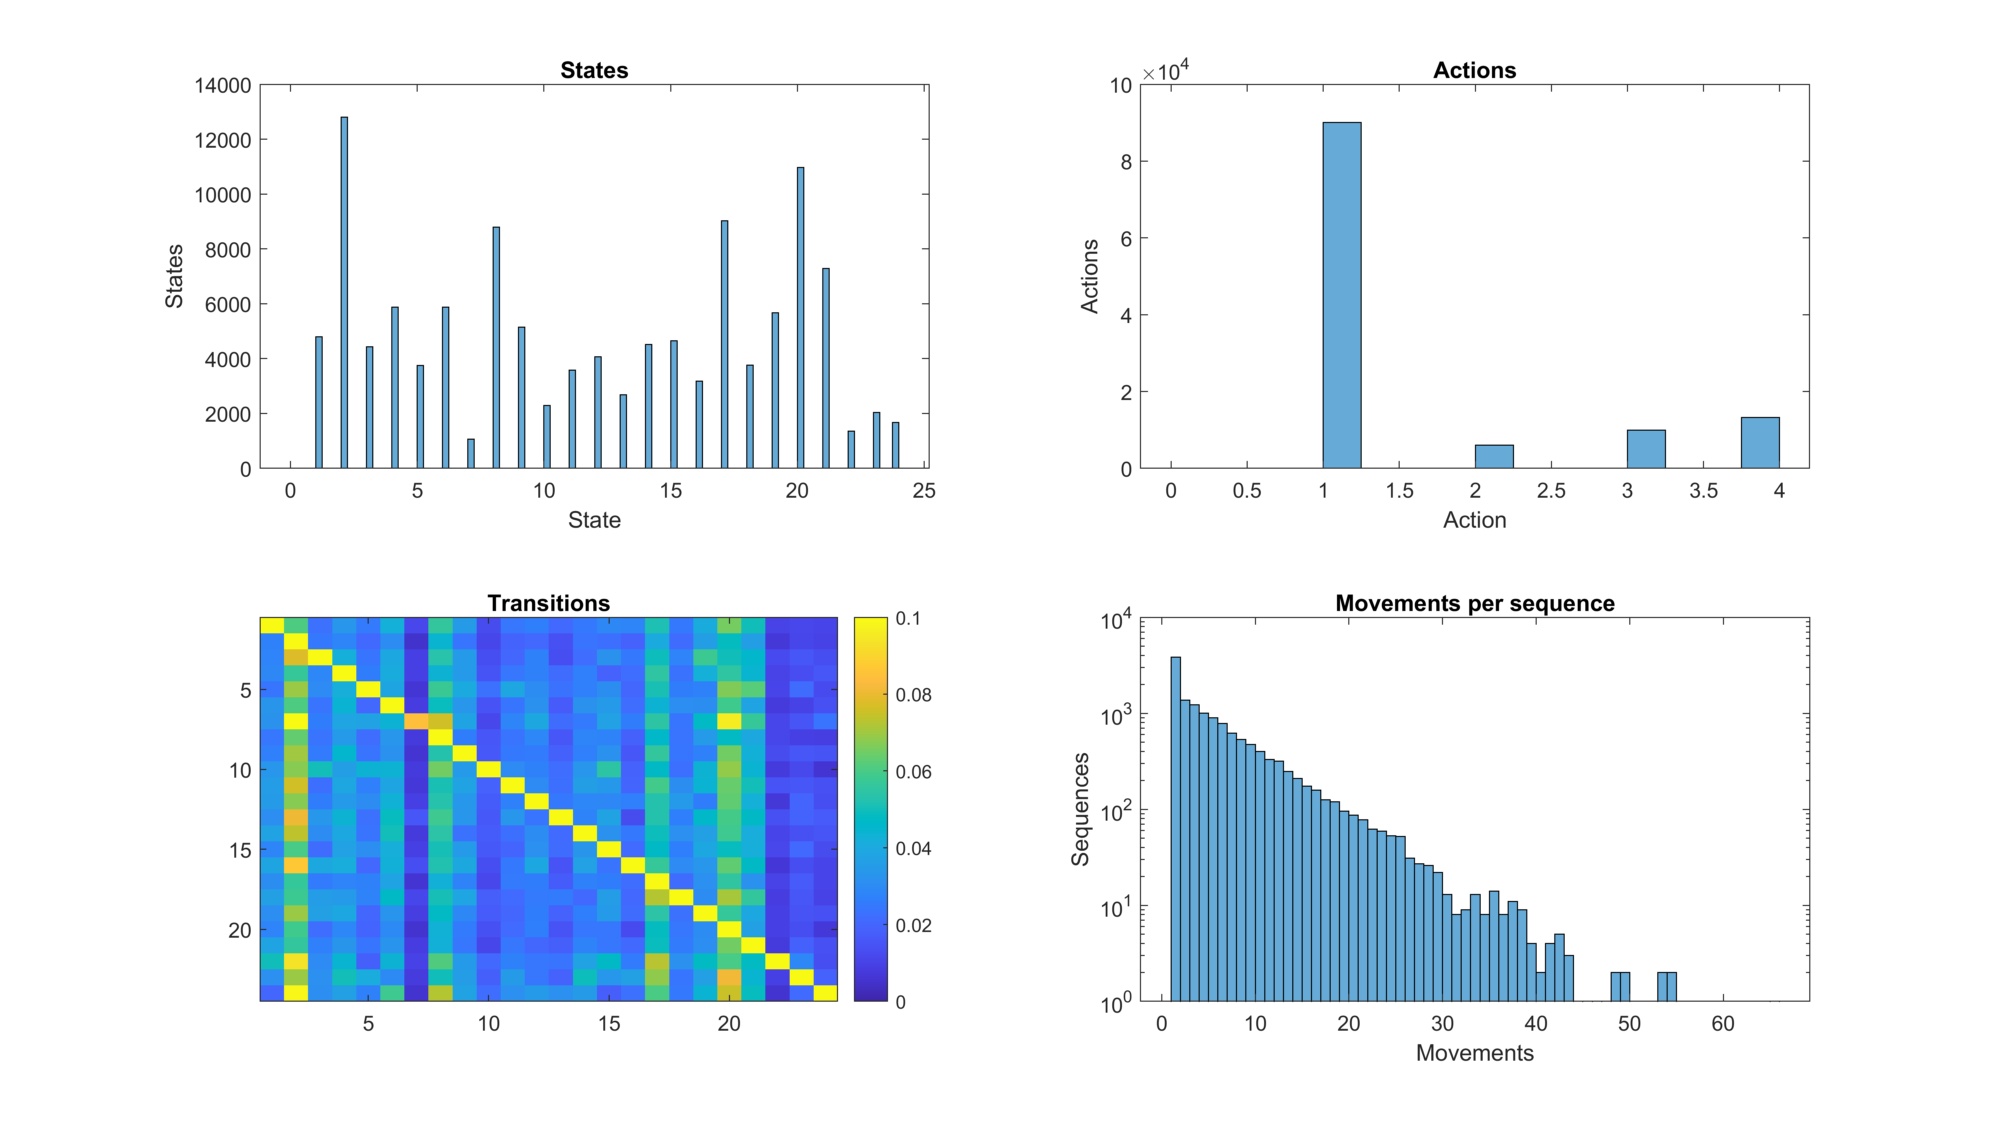 States
14000
12000
10000
8000
6000
4000
2000
0
States
0 5 10 15 20 25
State
Actions
×10^4
10
8
6
4
2
0
Actions
0 0.5 1 1.5 2 2.5 3 3.5 4
Action
Transitions
5
10
15
20
5 10 15 20
0.1
0.08
0.06
0.04
0.02
0
Movements per sequence
10^4
10^3
10^2
10^1
10^0
Sequences
0 10 20 30 40 50 60
Movements